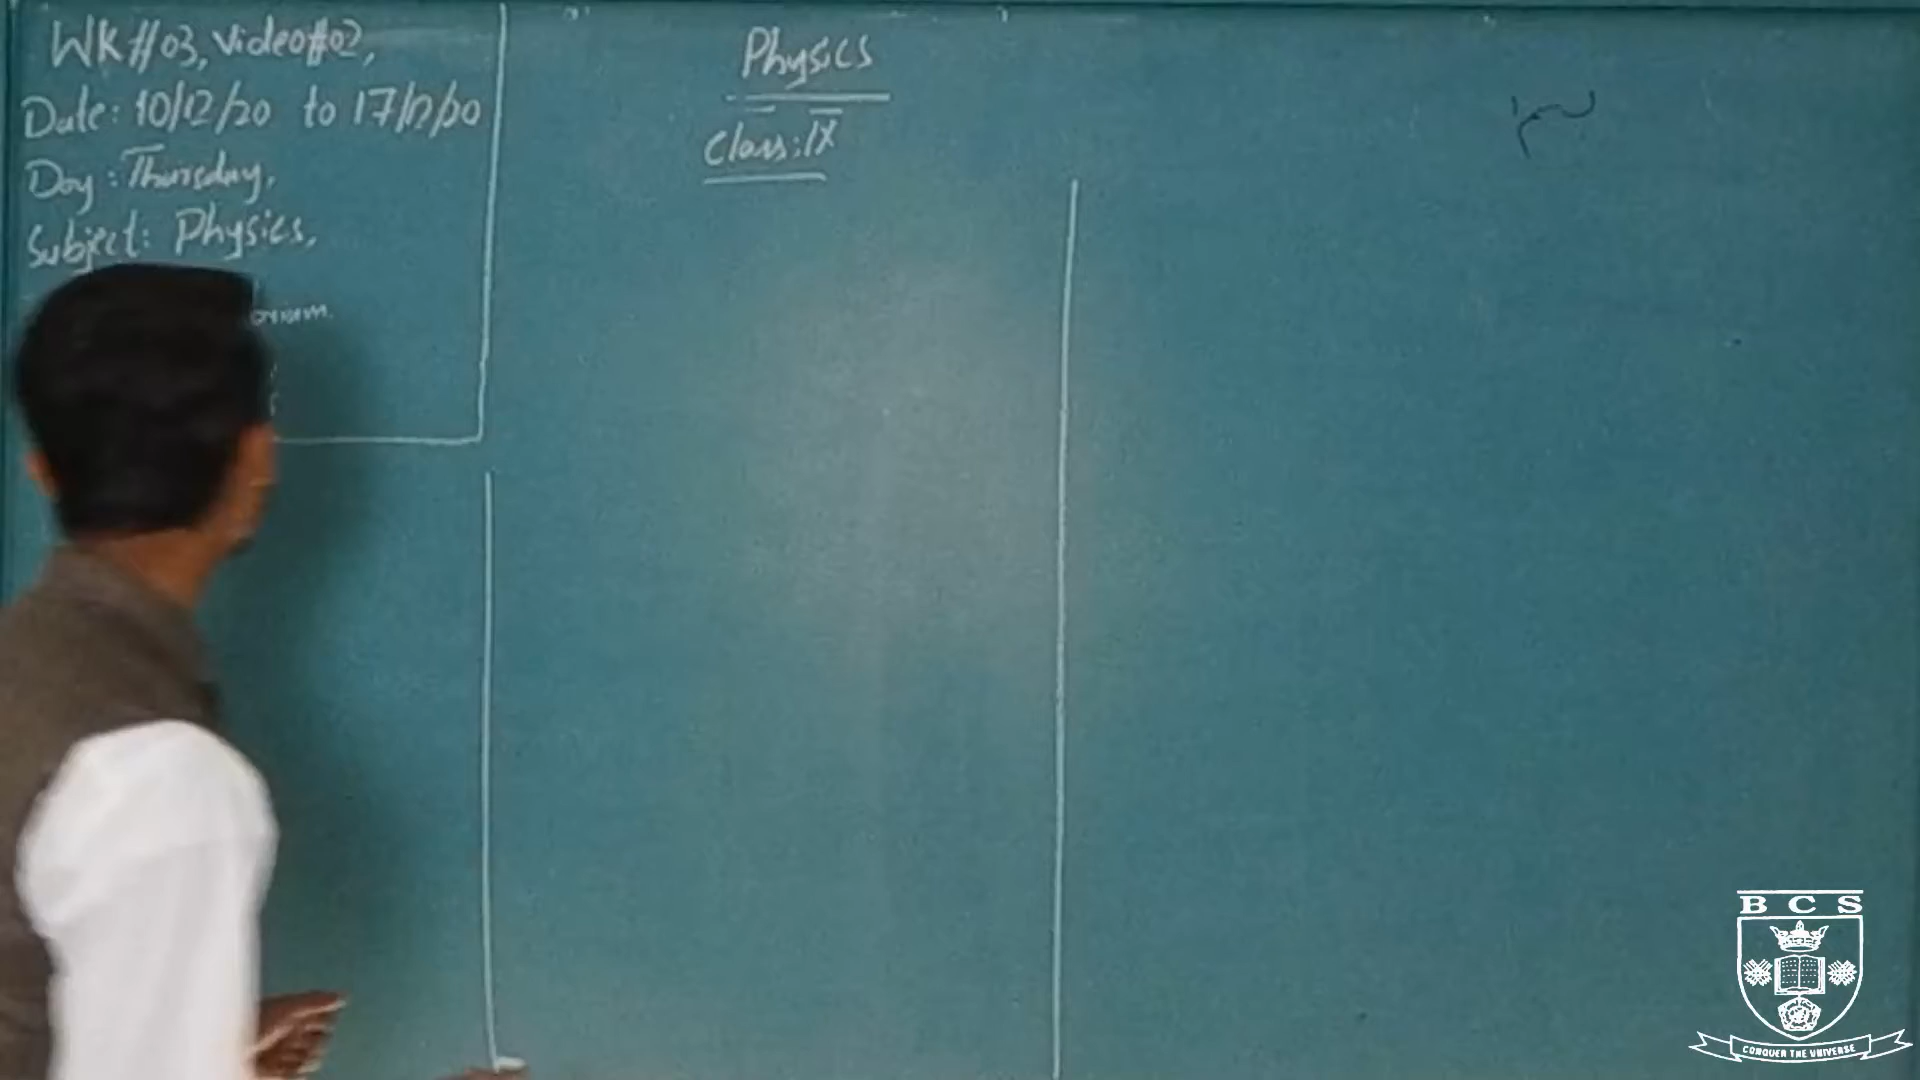 WK#03, Video#02,
Date: 10/12/20 to 17/12/20
Day: Thursday,
Subject: Physics,
Physics
Class: IX
B C S
CONQUER THE UNIVERSE